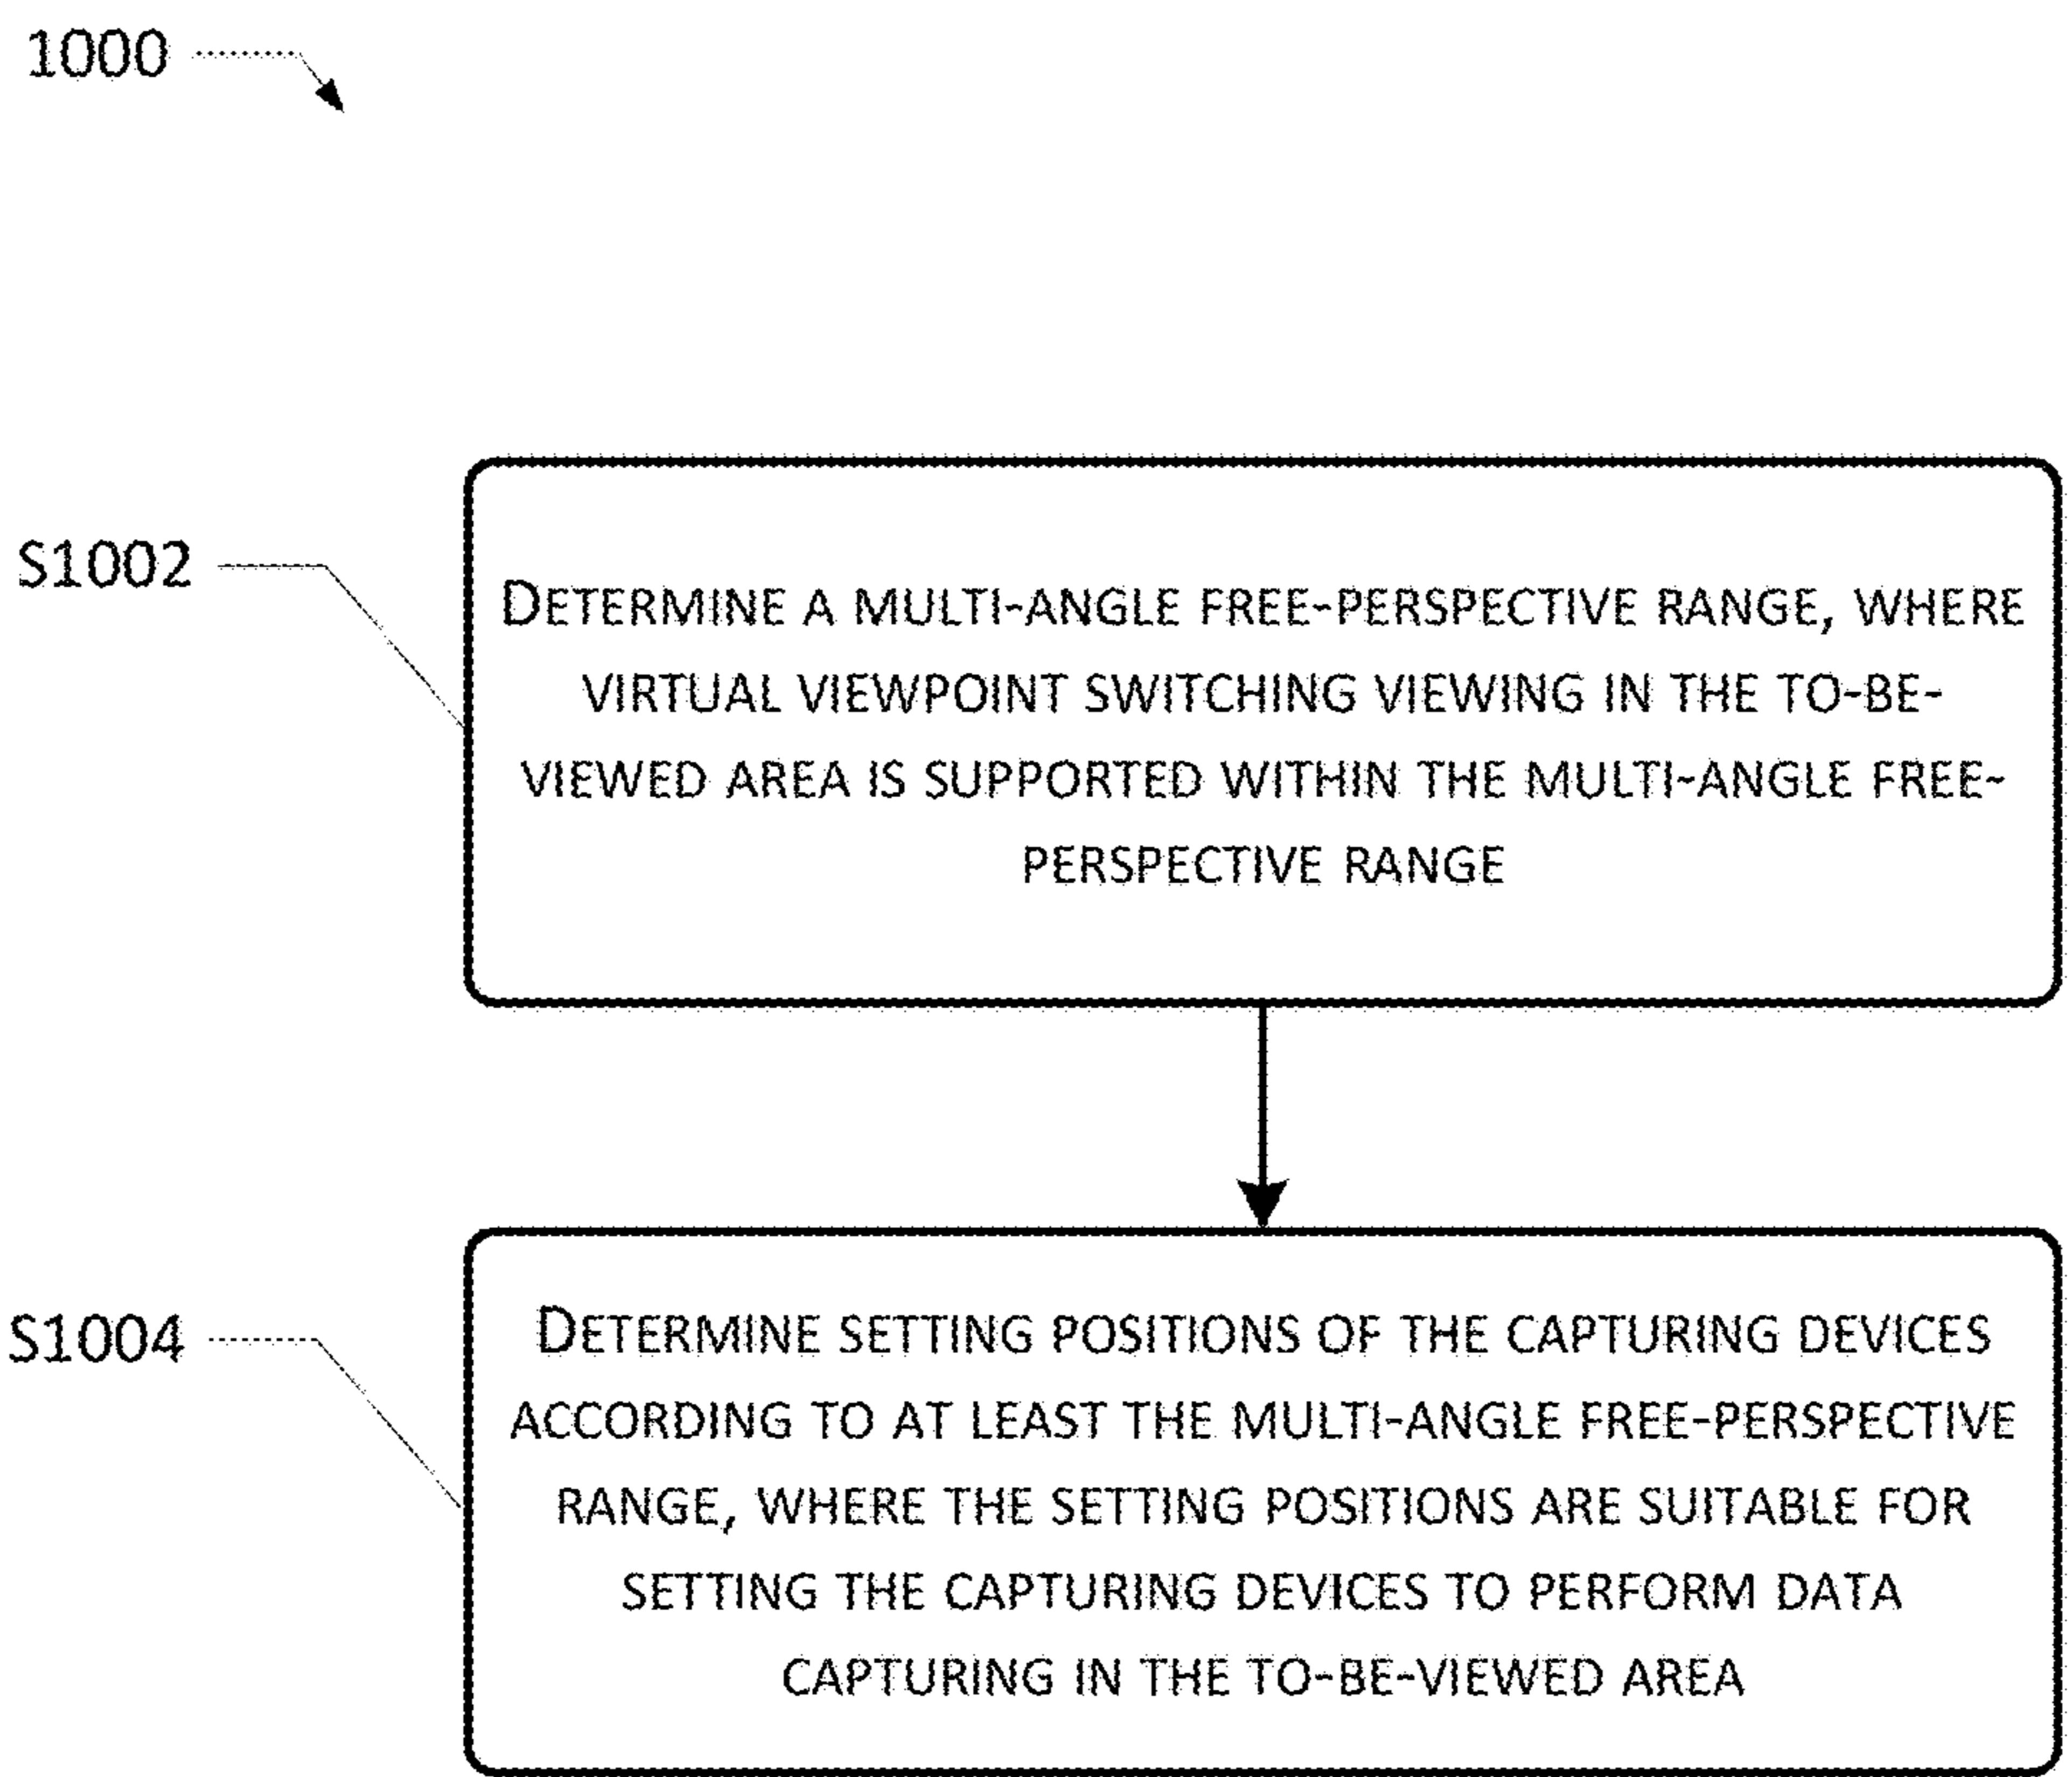 1000
S1002
DETERMINE A MULTI-ANGLE FREE-PERSPECTIVE RANGE, WHERE
VIRTUAL VIEWPOINT SWITCHING VIEWING IN THE TO-BE-
VIEWED AREA IS SUPPORTED WITHIN THE MULTI-ANGLE FREE-
PERSPECTIVE RANGE
S1004
DETERMINE SETTING POSITIONS OF THE CAPTURING DEVICES
ACCORDING TO AT LEAST THE MULTI-ANGLE FREE-PERSPECTIVE
RANGE, WHERE THE SETTING POSITIONS ARE SUITABLE FOR
SETTING THE CAPTURING DEVICES TO PERFORM DATA
CAPTURING IN THE TO-BE-VIEWED AREA